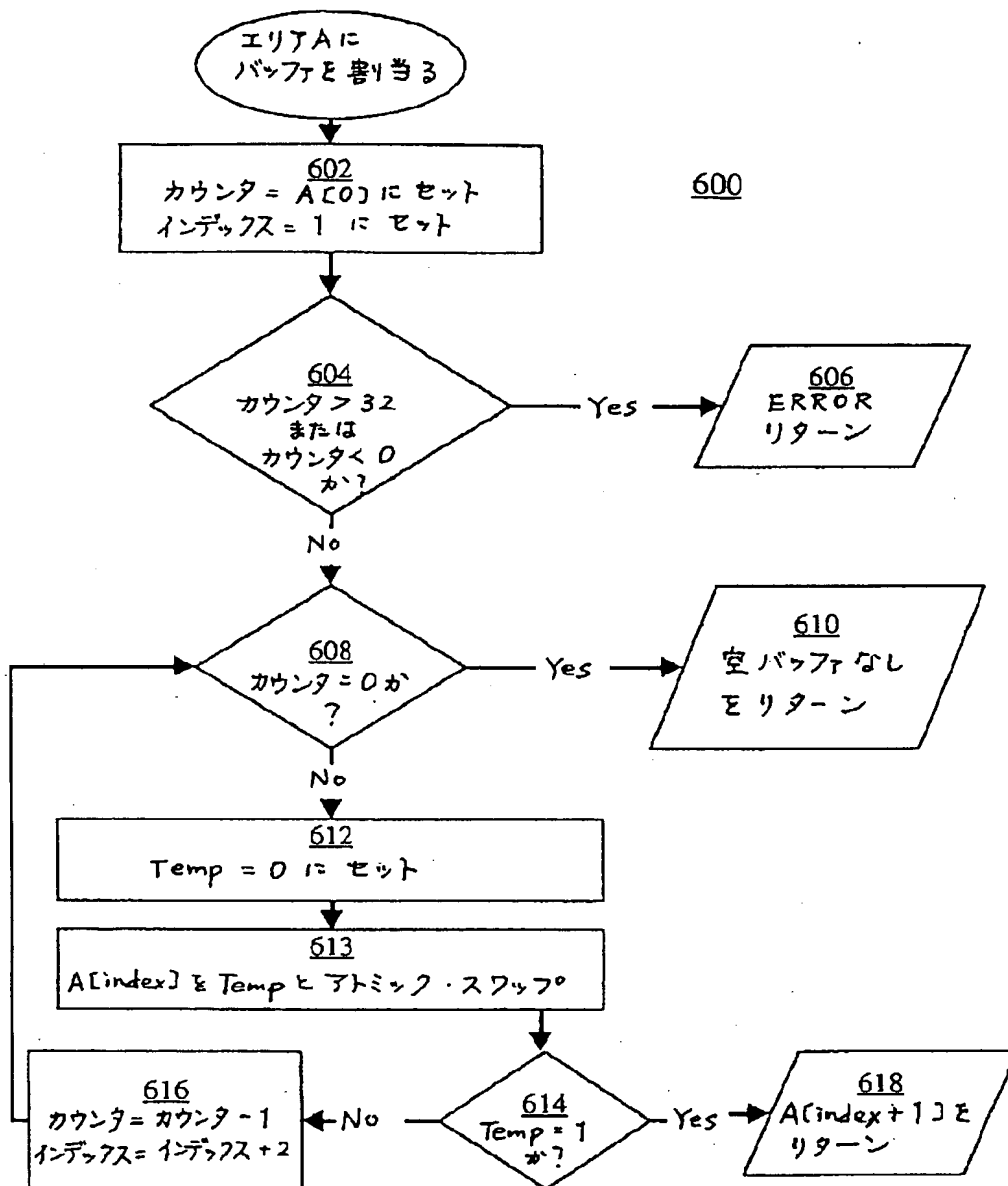 エリアAに
バッファを割当る
602
カウンタ = A[0] に セット
インデックス = 1 に セット
600
604
カウンタ > 32
または
カウンタ < 0
か?
Yes
606
ERROR
リターン
No
608
カウンタ = 0 か
?
Yes
610
空バッファなし
をリターン
No
612
Temp = 0 に セット
613
A[index] を Temp と アトミック・スワップ
614
Temp = 1
か?
No
616
カウンタ = カウンタ - 1
インデックス = インデックス + 2
Yes
618
A[index + 1] を
リターン